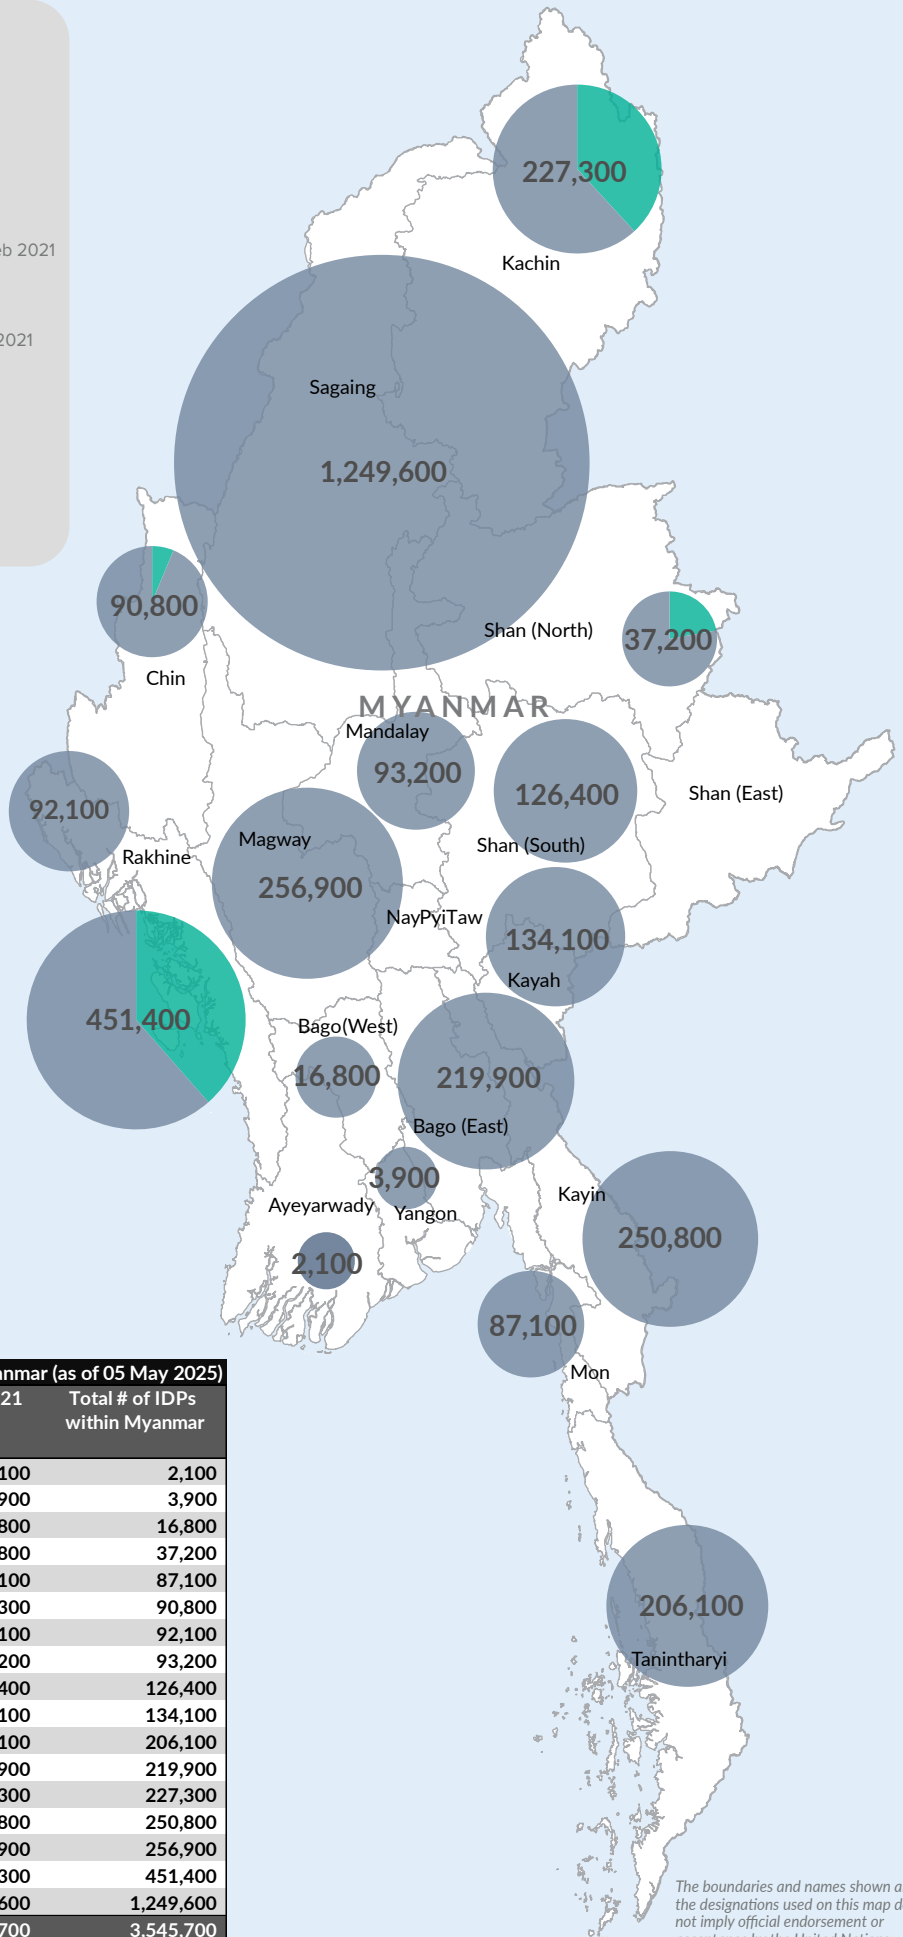 eb 2021
2021
227,300
Kachin
Sagaing
1,249,600
90,800
Chin
Shan (North)
37,200
MYANMAR
Mandalay
93,200
126,400
Shan (East)
92,100
Rakhine
Magway
256,900
Shan (South)
NayPyiTaw
134,100
Kayah
451,400
Bago(West)
16,800
219,900
Bago (East)
3,900
Ayeyarwady
Yangon
Kayin
250,800
2,100
87,100
Mon
206,100
Tanintharyi
anmar (as of 05 May 2025)
21 Total # of IDPs
within Myanmar
100 2,100
900 3,900
800 16,800
800 37,200
100 87,100
300 90,800
100 92,100
200 93,200
400 126,400
100 134,100
100 206,100
900 219,900
300 227,300
800 250,800
900 256,900
300 451,400
600 1,249,600
700 3,545,700
The boundaries and names shown a
the designations used on this map d
not imply official endorsement or
acceptance by the United Nations